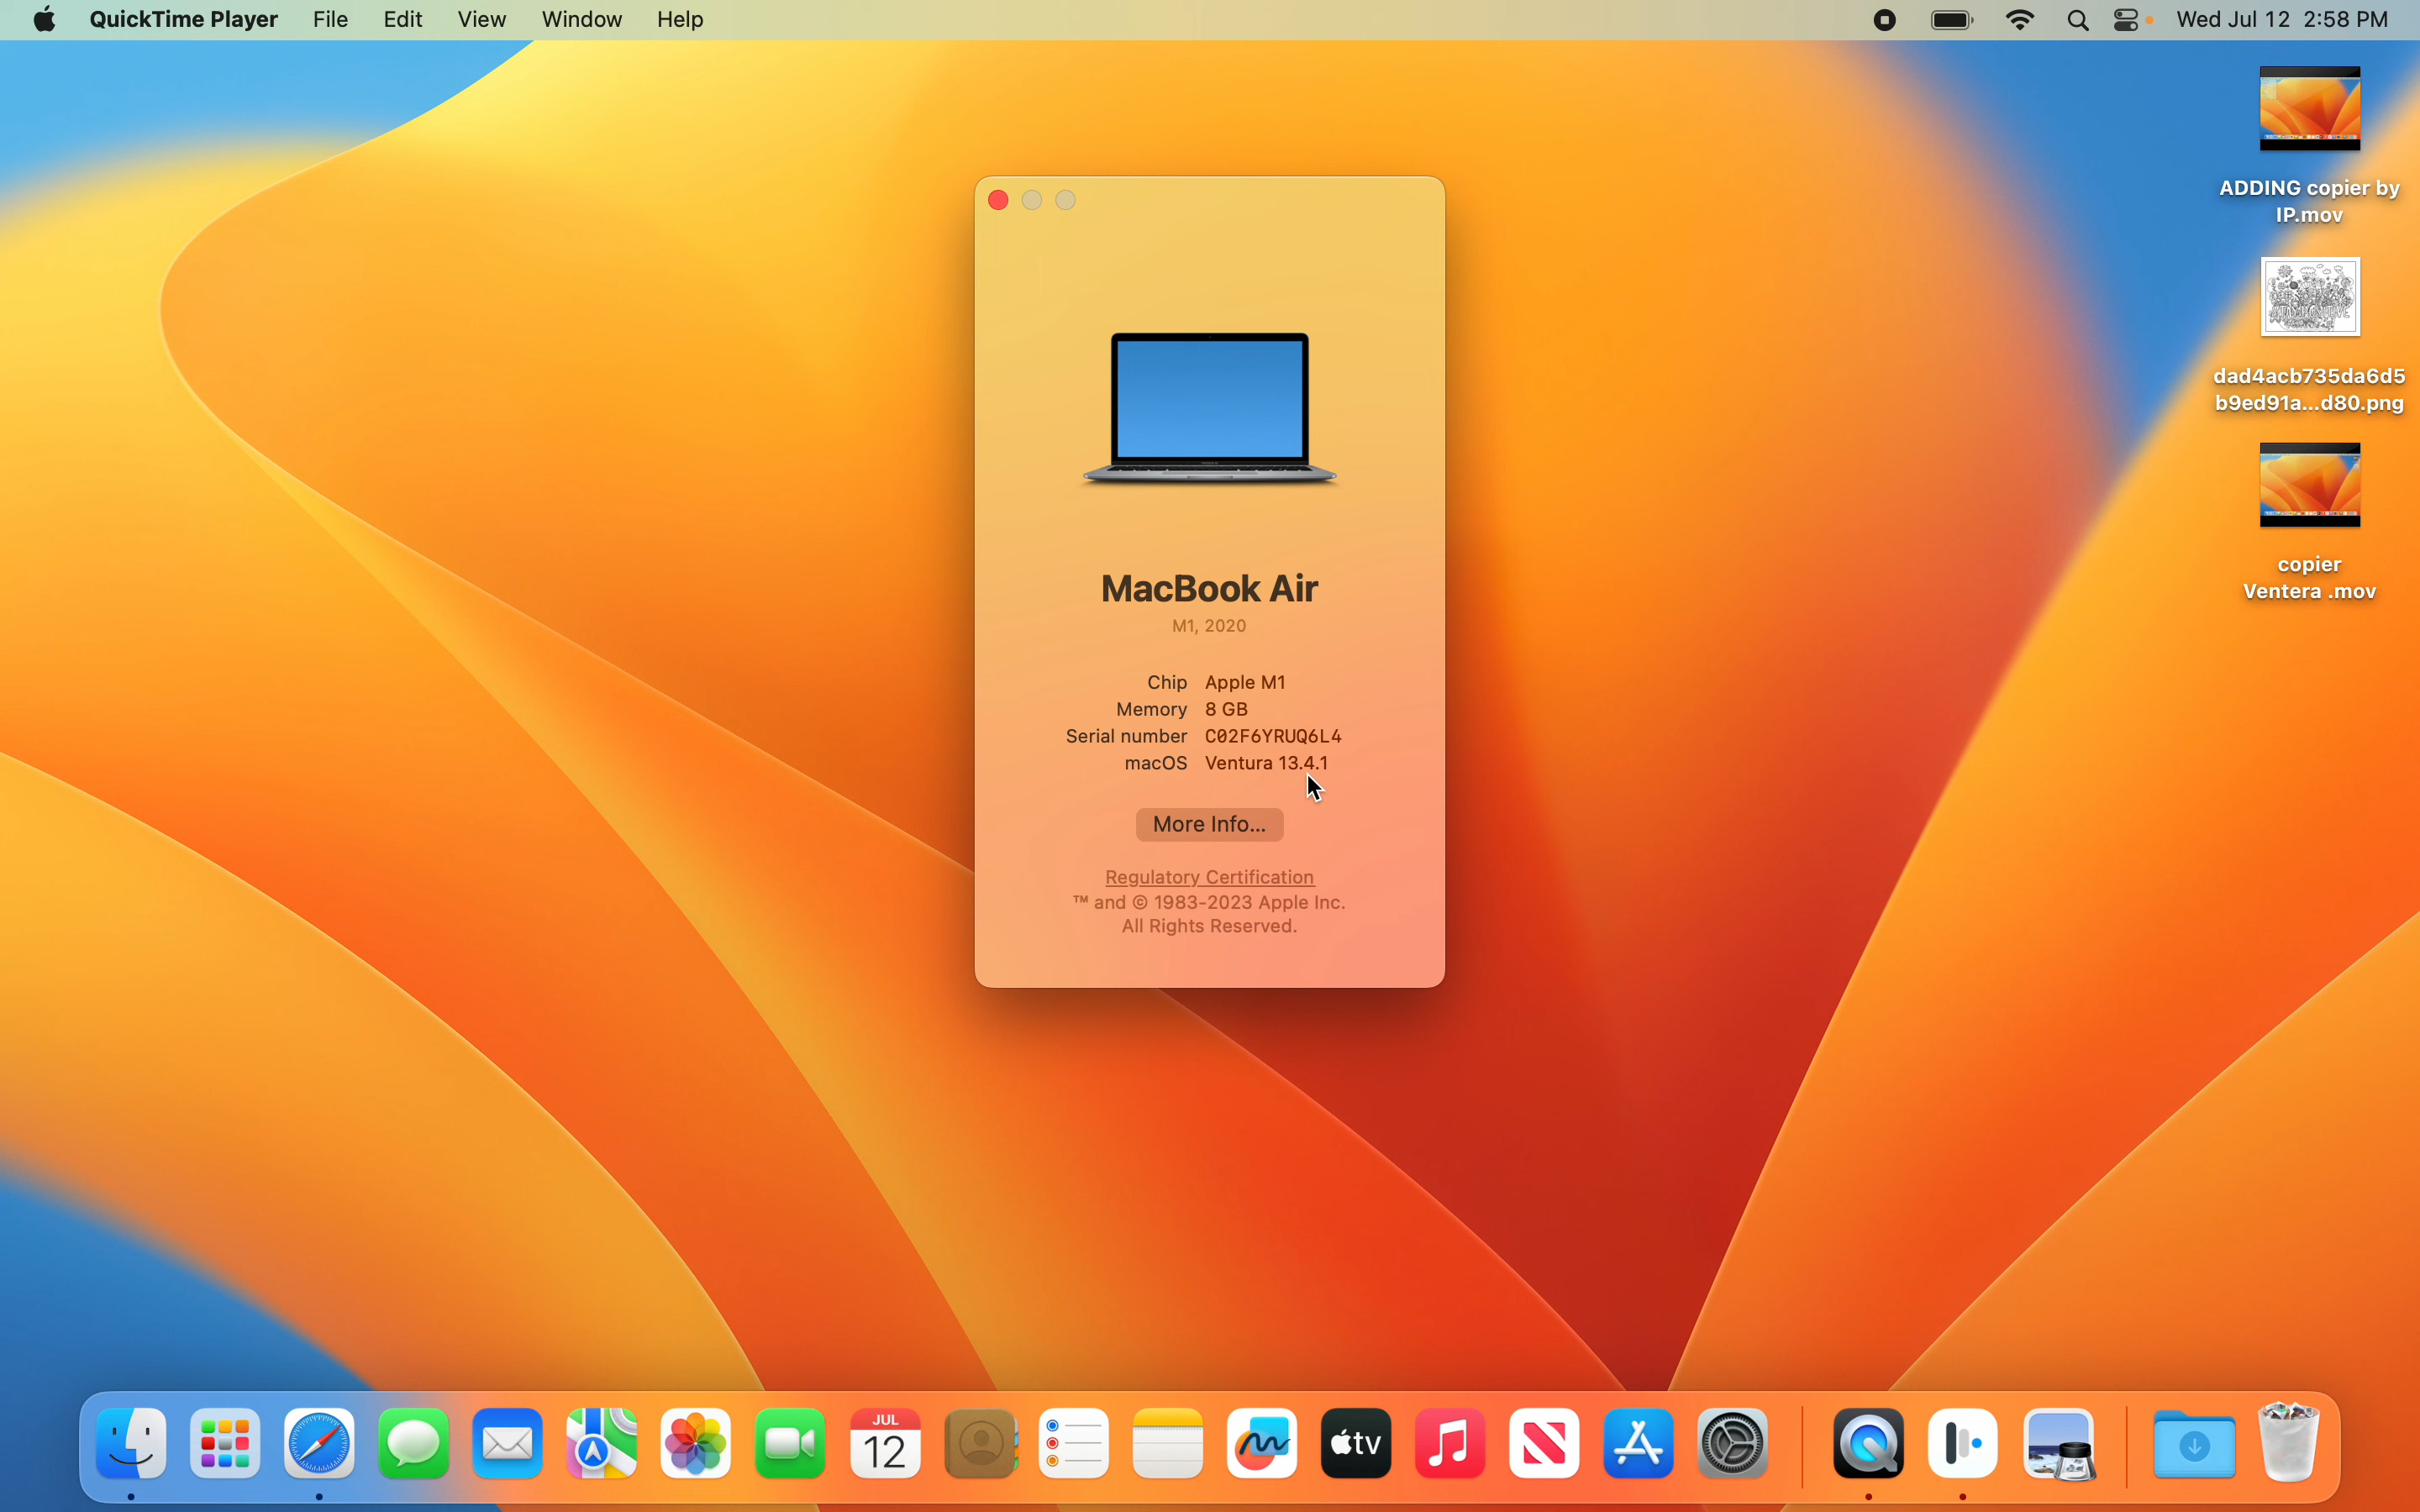 QuickTime Player File Edit View Window Help Wed Jul 12 2:58 PM
ADDING copier by
IP.mov
dad4acb735da6d5
b9ed91a...d80.png
copier
Ventera .mov
MacBook Air
M1, 2020
Chip Apple M1
Memory 8 GB
Serial number C02F6YRUQ6L4
macOS Ventura 13.4.1
More Info...
Regulatory Certification
™ and © 1983-2023 Apple Inc.
All Rights Reserved.
JUL
12
tv